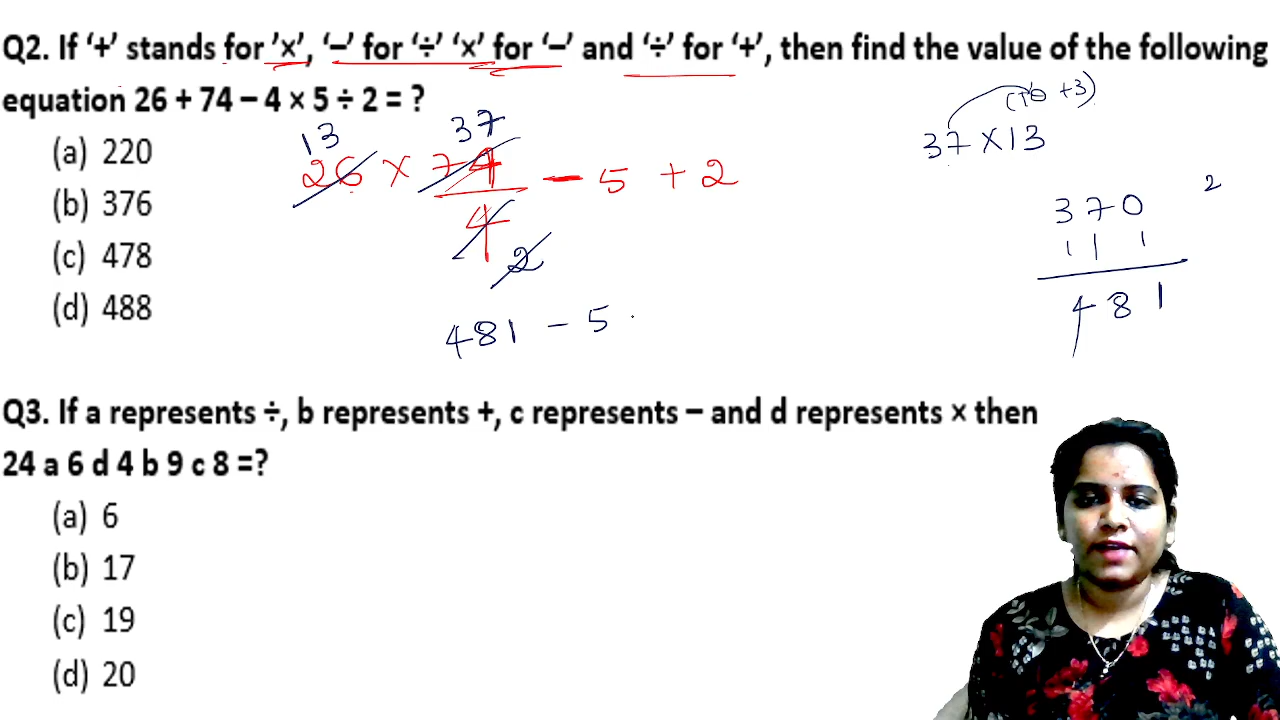 Q2. If ‘+’ stands for ’×’, ‘–’ for ‘÷’ ‘×’ for ‘–’ and ‘÷’ for ‘+’, then find the value of the following
equation 26 + 74 – 4 × 5 ÷ 2 = ?
(a) 220
(b) 376
(c) 478
(d) 488
13 37
26 × 74 – 5 + 2
4
2
481 – 5
+3)
37 × 13
2
370
111
481
Q3. If a represents ÷, b represents +, c represents – and d represents × then
24 a 6 d 4 b 9 c 8 =?
(a) 6
(b) 17
(c) 19
(d) 20